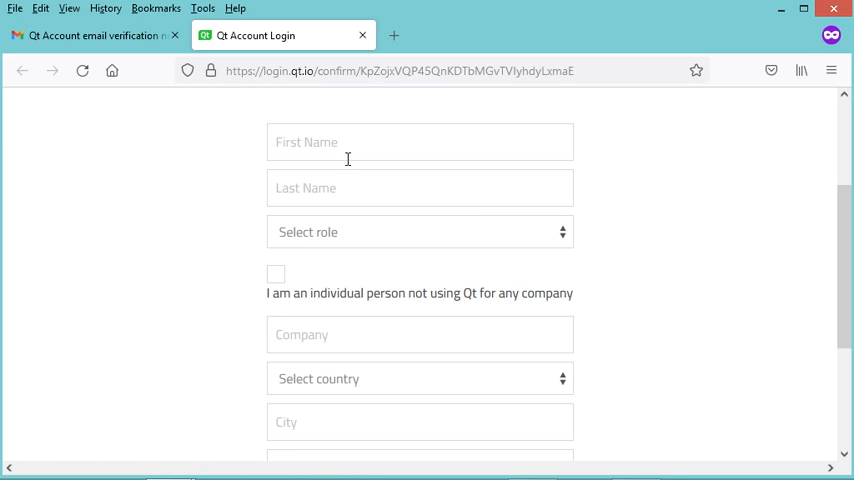 File Edit View History Bookmarks Tools Help
Qt Account email verification
Qt Qt Account Login
https://login.qt.io/confirm/KpZojxVQP45QnKDTbMGvTVIyhdyLxmaE
First Name
Last Name
Select role
I am an individual person not using Qt for any company
Company
Select country
City